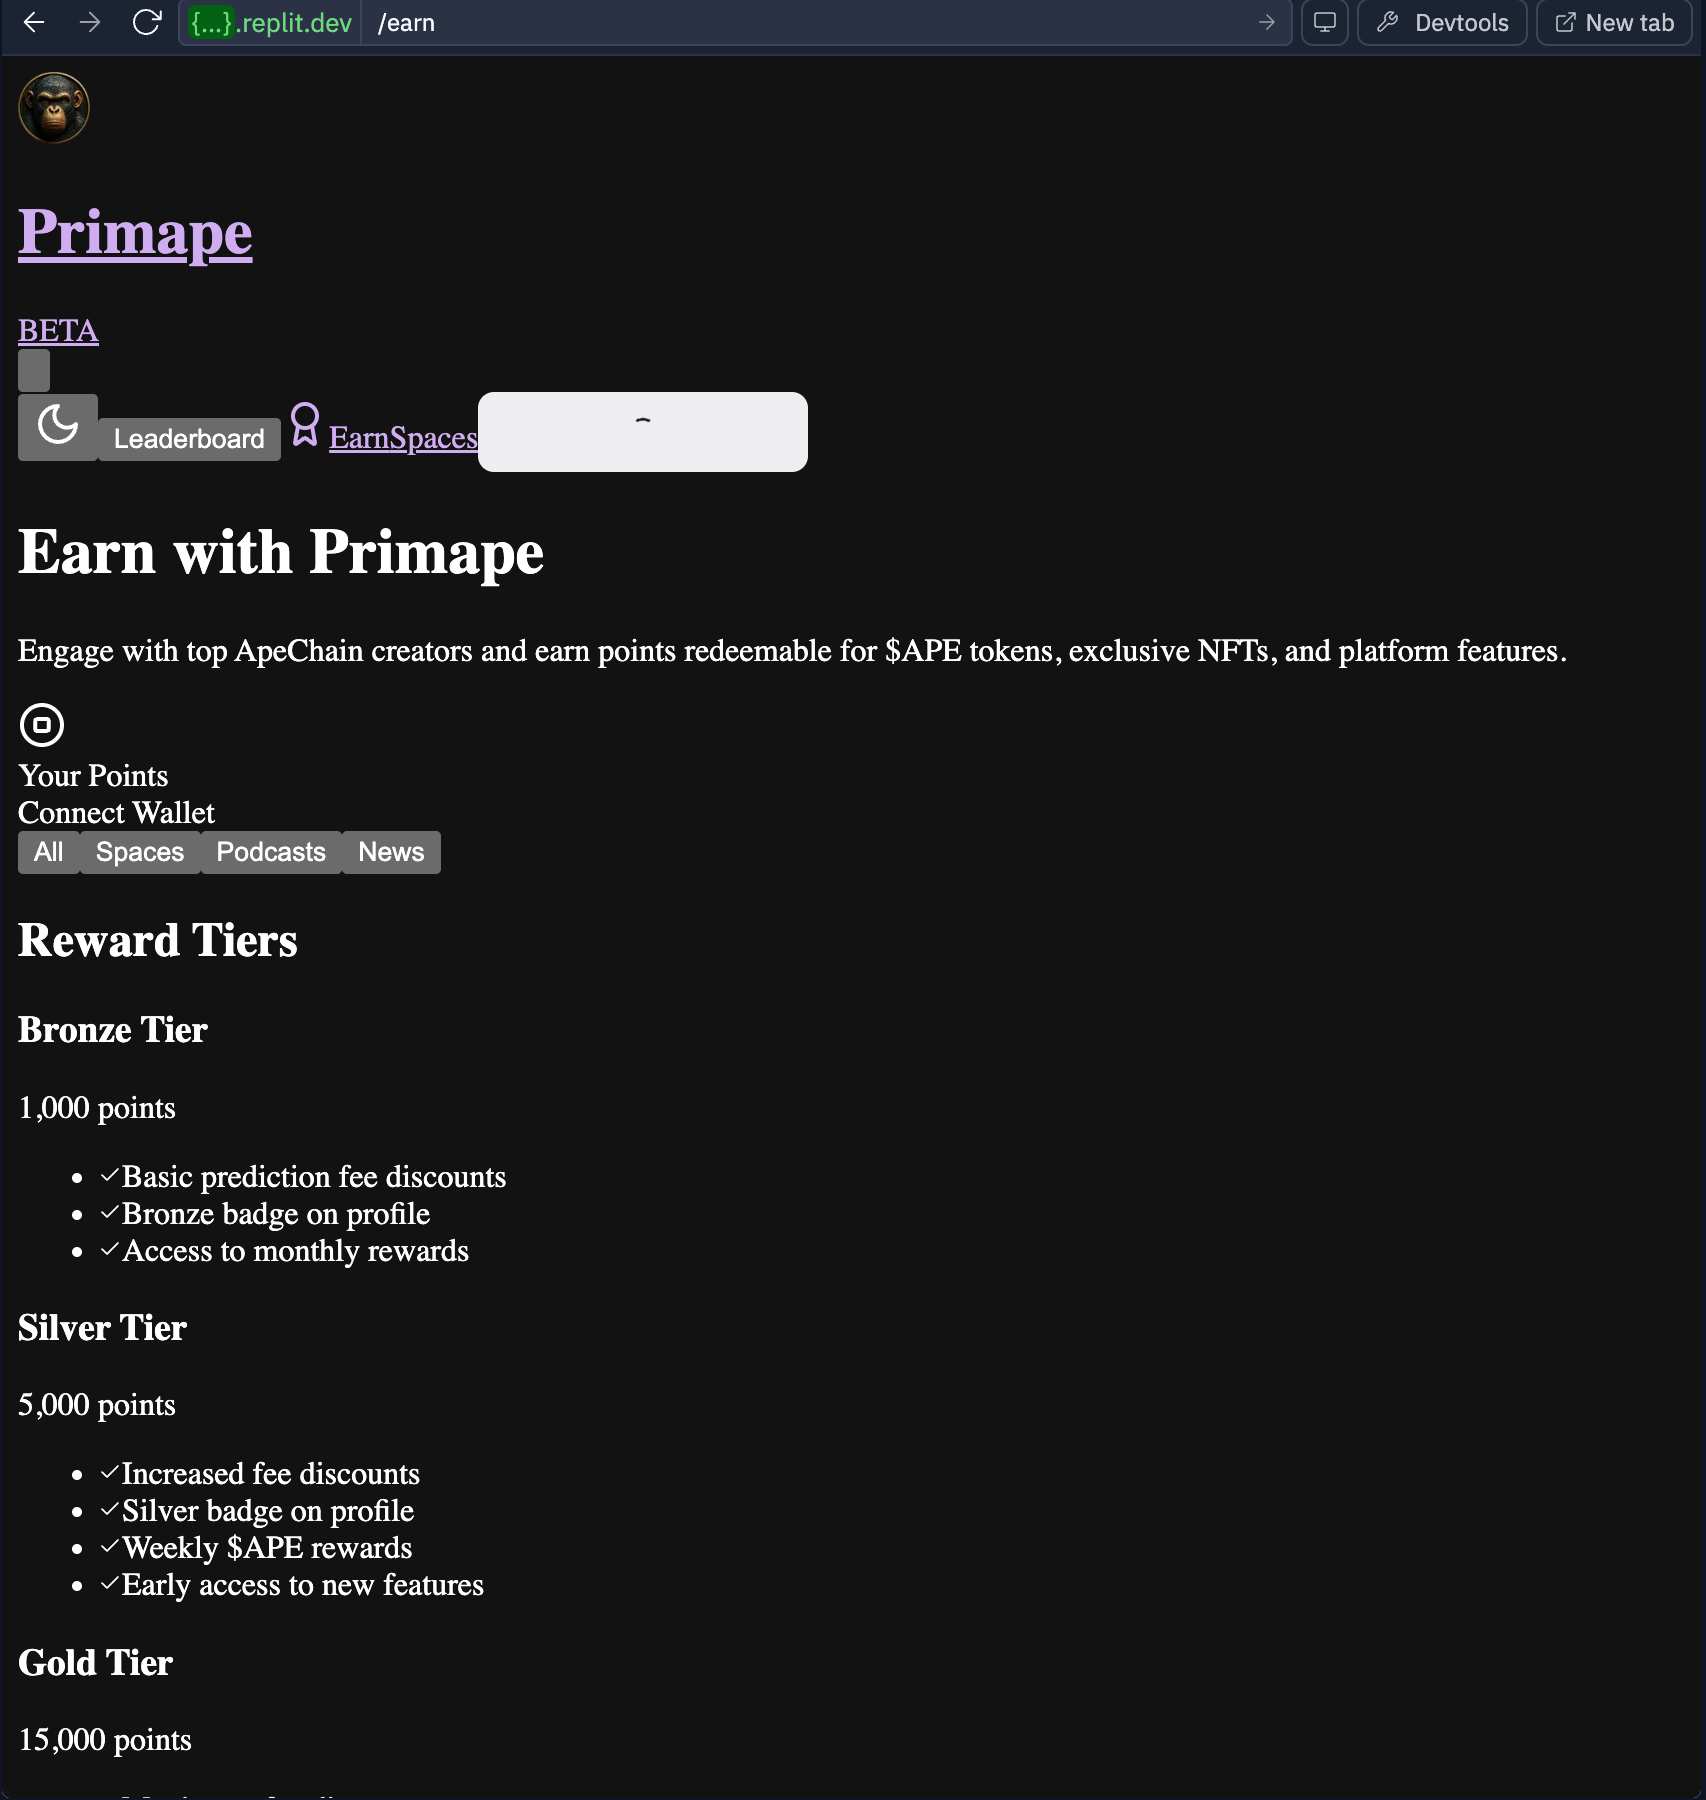 {...}.replit.dev /earn Devtools New tab
Primape
BETA
Leaderboard EarnSpaces
Earn with Primape
Engage with top ApeChain creators and earn points redeemable for $APE tokens, exclusive NFTs, and platform features.
Your Points
Connect Wallet
All Spaces Podcasts News
Reward Tiers
Bronze Tier
1,000 points
Basic prediction fee discounts
Bronze badge on profile
Access to monthly rewards
Silver Tier
5,000 points
Increased fee discounts
Silver badge on profile
Weekly $APE rewards
Early access to new features
Gold Tier
15,000 points